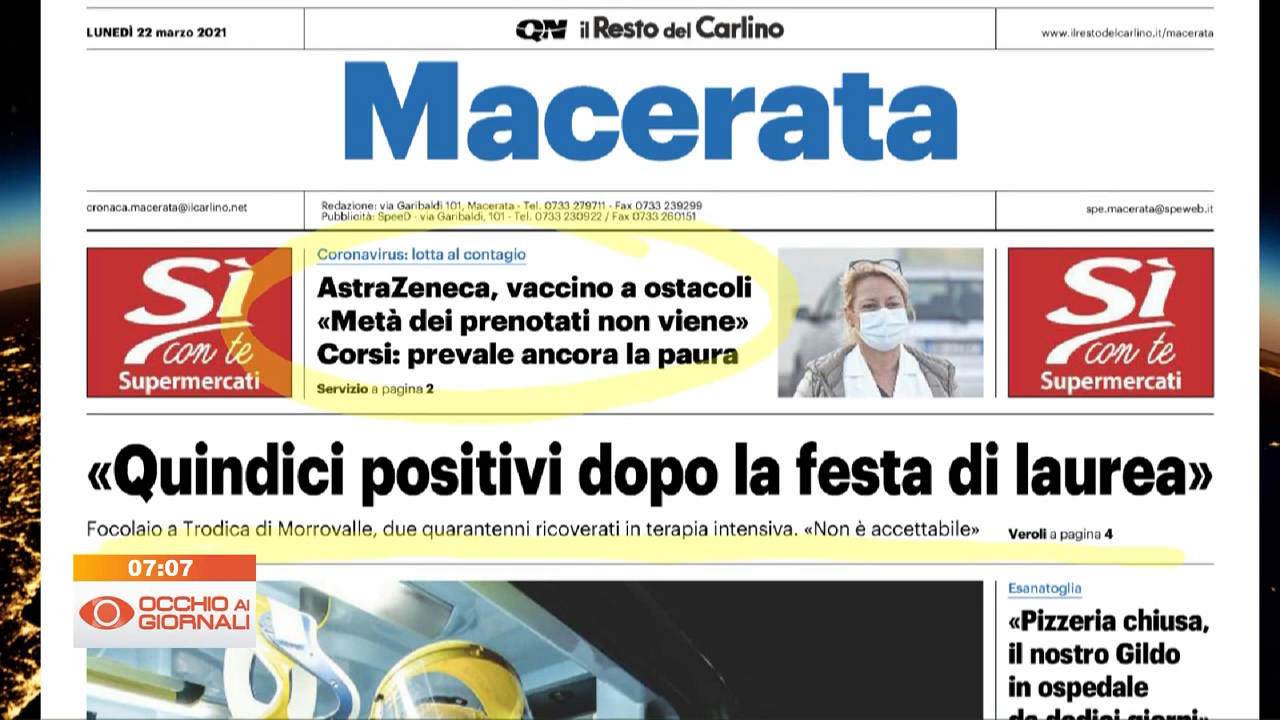 LUNEDÌ 22 marzo 2021
QN il Resto del Carlino
www.ilrestodelcarlino.it/macerata
Macerata
cronaca.macerata@ilcarlino.net
Redazione: via Garibaldi 101, Macerata - Tel. 0733 279711 - Fax 0733 239299
Pubblicità: SpeeD - via Garibaldi, 101 - Tel. 0733 230922 / Fax 0733 260151
spe.macerata@speweb.it
Sì
con te
Supermercati
Coronavirus: lotta al contagio
AstraZeneca, vaccino a ostacoli
«Metà dei prenotati non viene»
Corsi: prevale ancora la paura
Servizio a pagina 2
Sì
con te
Supermercati
«Quindici positivi dopo la festa di laurea»
Focolaio a Trodica di Morrovalle, due quarantenni ricoverati in terapia intensiva. «Non è accettabile»
Veroli a pagina 4
07:07
OCCHIO AI
GIORNALI
Esanatoglia
«Pizzeria chiusa,
il nostro Gildo
in ospedale
da dodici giorni»